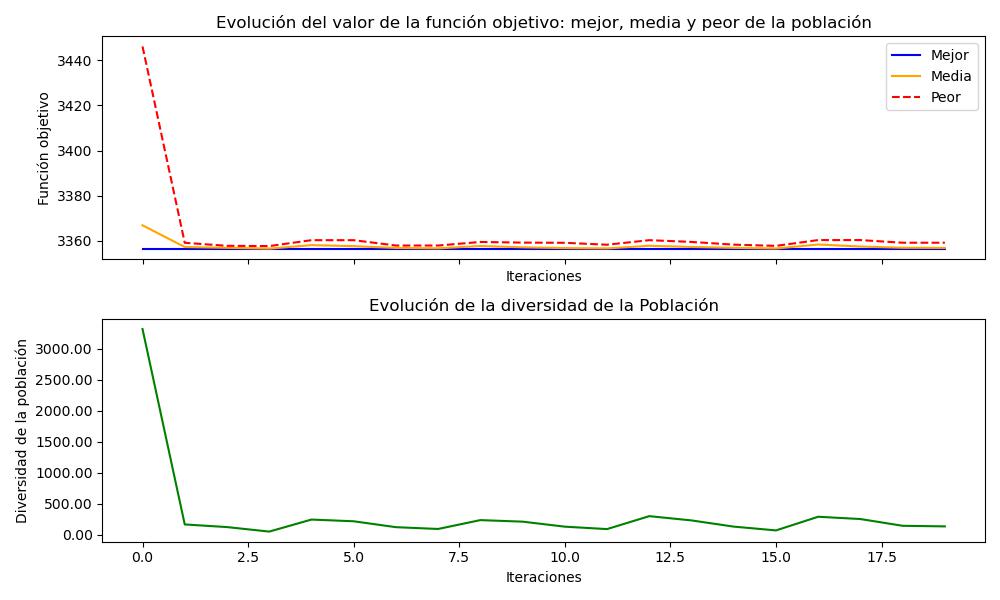 Evolución del valor de la función objetivo: mejor, media y peor de la población
Función objetivo
3440
3420
3400
3380
3360
Mejor
Media
Peor
Iteraciones
Evolución de la diversidad de la Población
Diversidad de la población
3000.00
2500.00
2000.00
1500.00
1000.00
500.00
0.00
0.0 2.5 5.0 7.5 10.0 12.5 15.0 17.5
Iteraciones